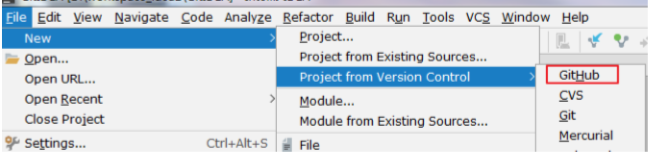 File Edit View Navigate Code Analyze Refactor Build Run Tools VCS Window Help
New
Open...
Open URL...
Open Recent
Close Project
Settings... Ctrl+Alt+S
Project...
Project from Existing Sources...
Project from Version Control
Module...
Module from Existing Sources...
File
GitHub
CVS
Git
Mercurial